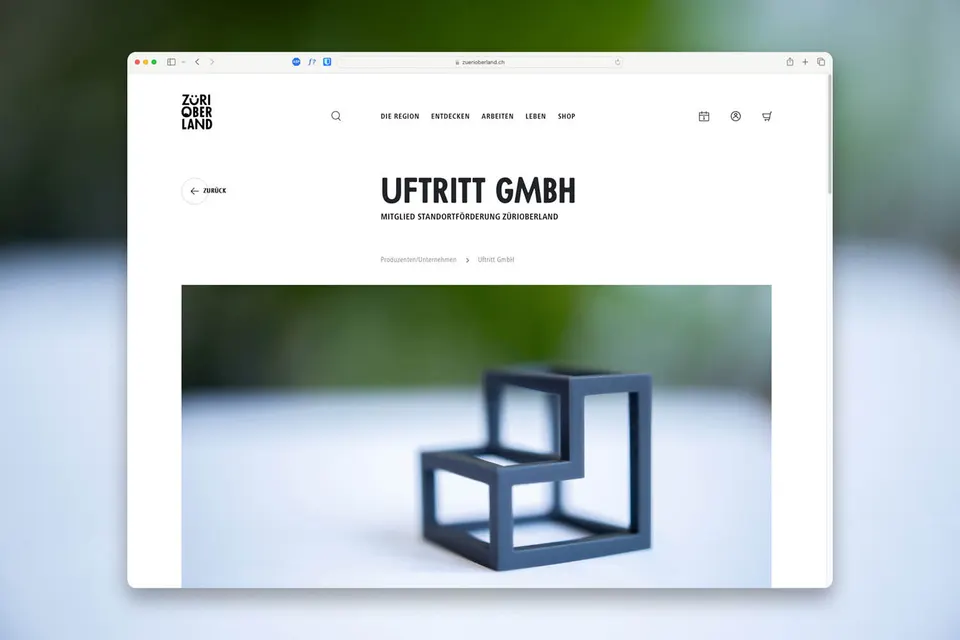 zuerioberland.ch
ZÜRI
OBER
LAND
DIE REGION ENTDECKEN ARBEITEN LEBEN SHOP
ZURÜCK
UFTRITT GMBH
MITGLIED STANDORTFÖRDERUNG ZÜRIOBERLAND
Produzenten/Unternehmen > Uftritt GmbH